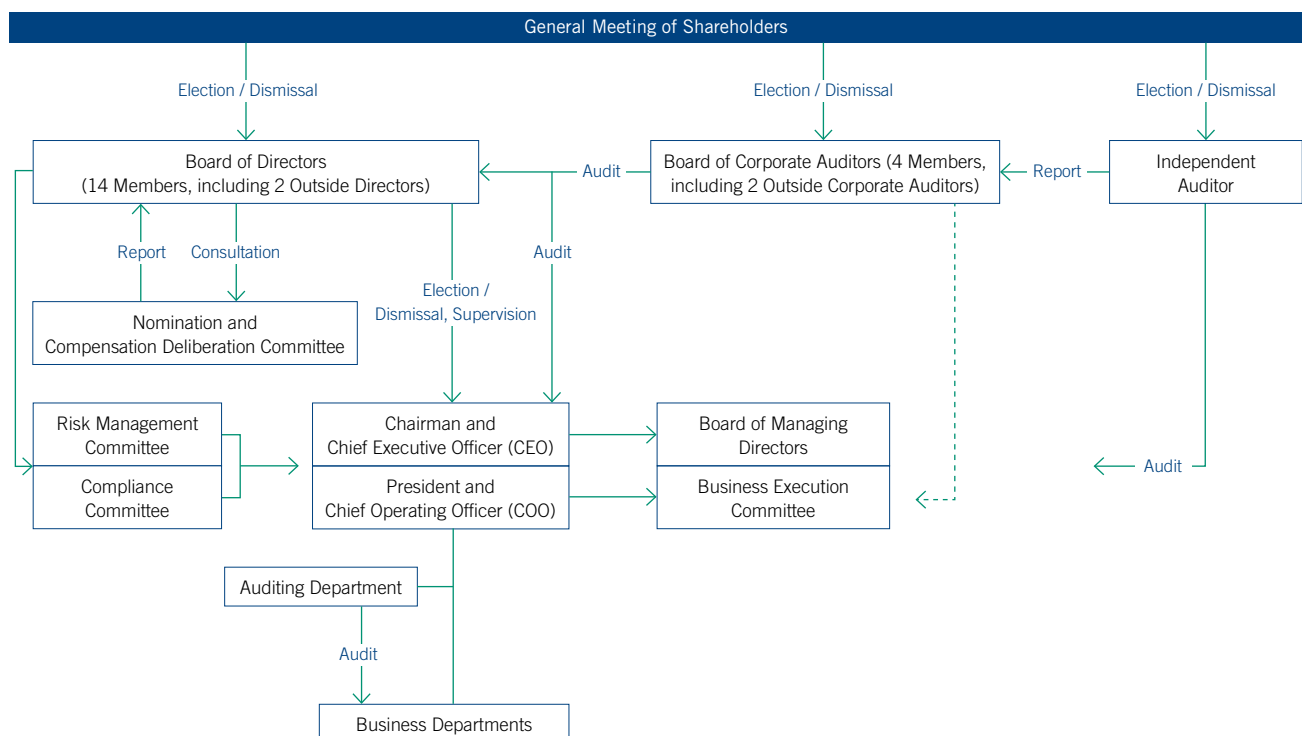 General Meeting of Shareholders
Election / Dismissal
Election / Dismissal
Election / Dismissal
Board of Directors
(14 Members, including 2 Outside Directors)
Audit
Board of Corporate Auditors (4 Members,
including 2 Outside Corporate Auditors)
Report
Independent
Auditor
Report
Consultation
Audit
Election /
Dismissal, Supervision
Nomination and
Compensation Deliberation Committee
Risk Management
Committee
Compliance
Committee
Chairman and
Chief Executive Officer (CEO)
President and
Chief Operating Officer (COO)
Board of Managing
Directors
Business Execution
Committee
Audit
Auditing Department
Audit
Business Departments